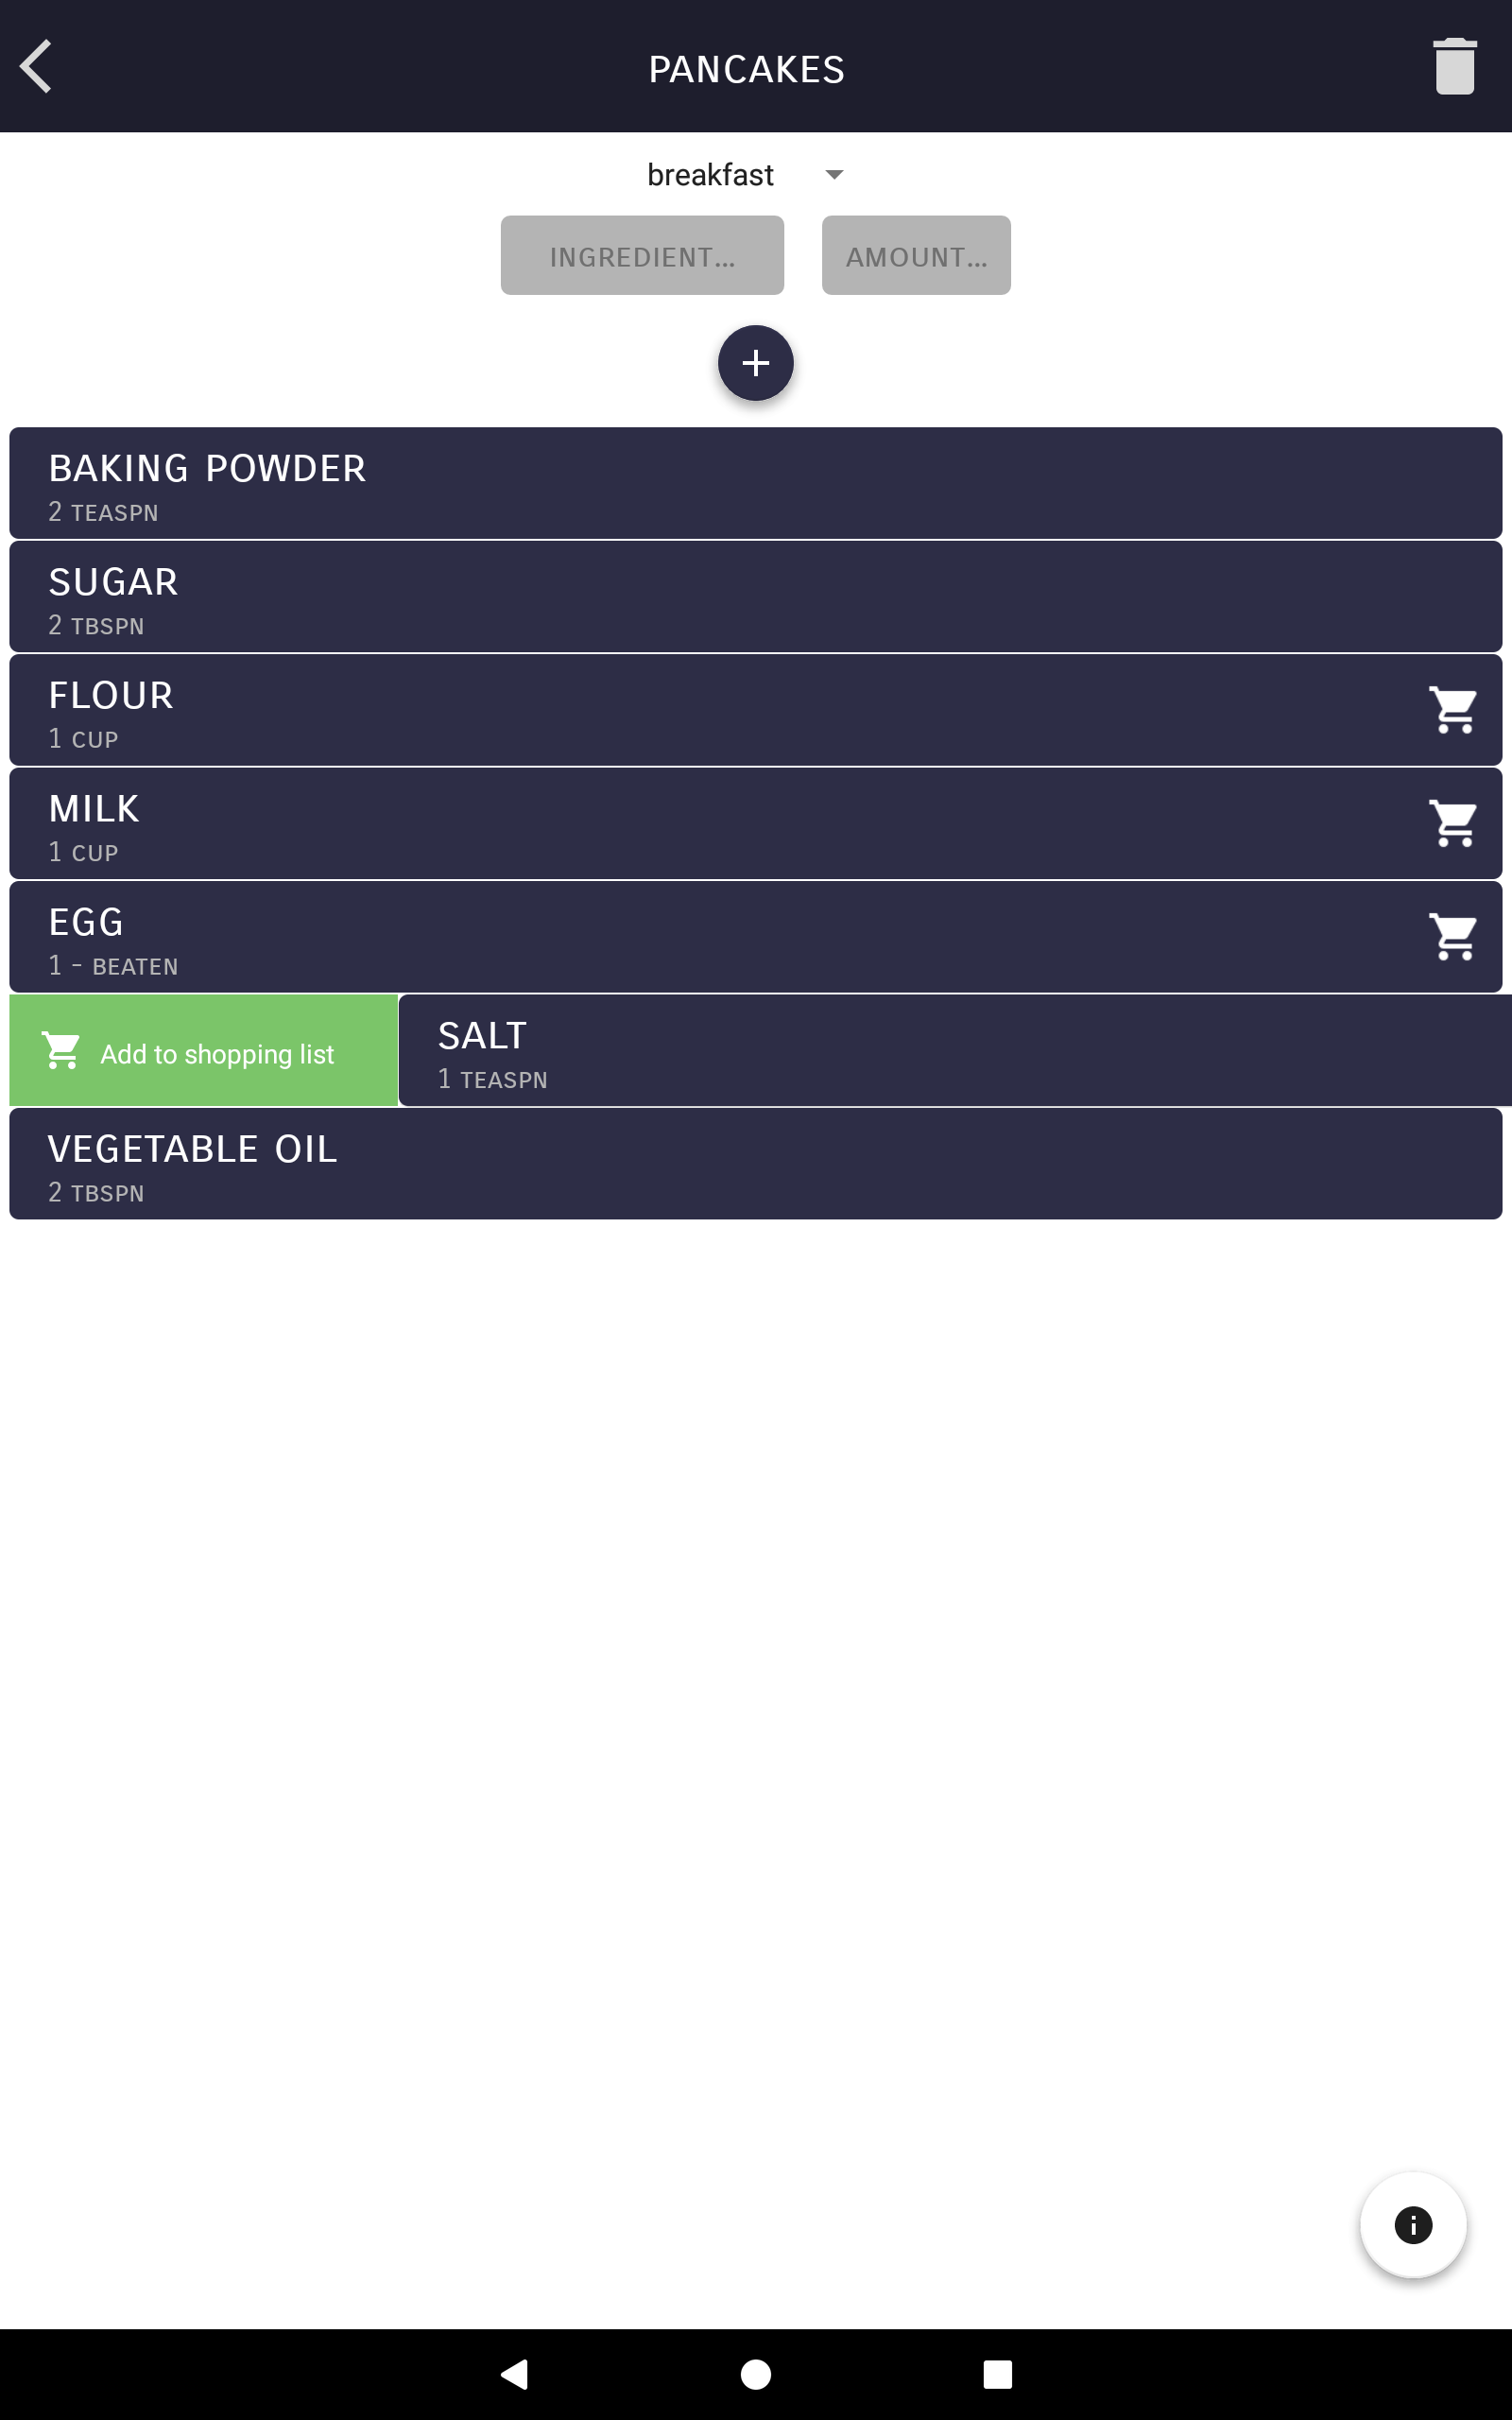 PANCAKES
breakfast
INGREDIENT...
AMOUNT...
BAKING POWDER
2 TEASPN
SUGAR
2 TBSPN
FLOUR
1 CUP
MILK
1 CUP
EGG
1 - BEATEN
Add to shopping list
SALT
1 TEASPN
VEGETABLE OIL
2 TBSPN